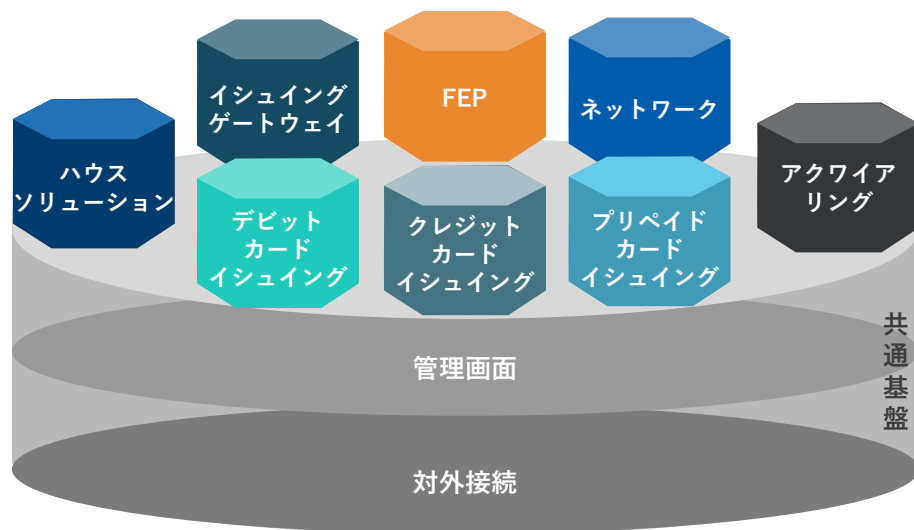 イシュイング
ゲートウェイ
FEP
ネットワーク
ハウス
ソリューション
アクワイア
リング
デビット
カード
イシュイング
クレジット
カード
イシュイング
プリペイド
カード
イシュイング
共通基盤
管理画面
対外接続